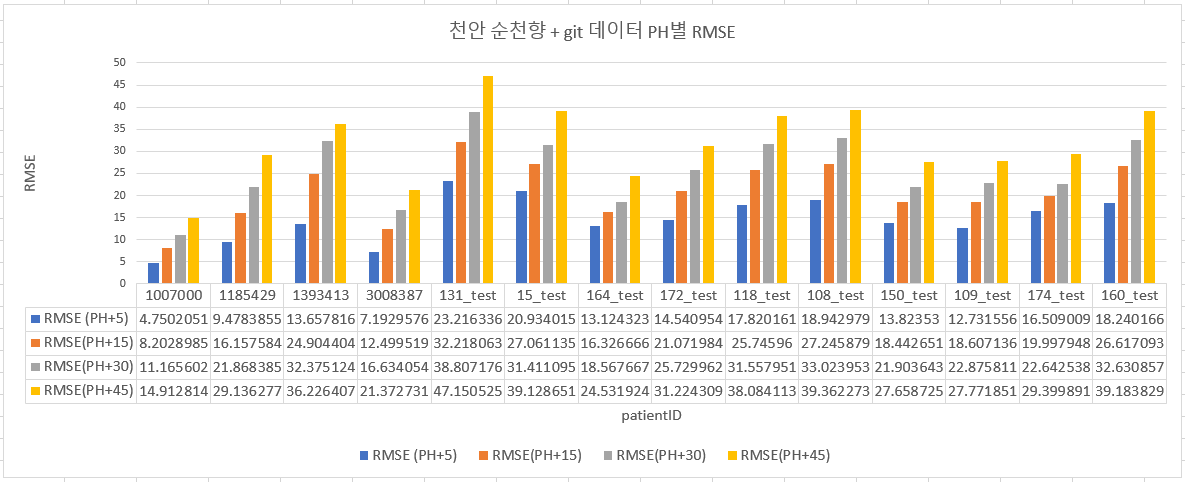 천안 순천향 + git 데이터 PH별 RMSE
50
45
40
35
30
25
20
15
10
5
0
RMSE
1007000 1185429 1393413 3008387 131_test 15_test 164_test 172_test 118_test 108_test 150_test 109_test 174_test 160_test
RMSE (PH+5) 4.7502051 9.4783855 13.657816 7.1929576 23.216336 20.934015 13.124323 14.540954 17.820161 18.942979 13.82353 12.731556 16.509009 18.240166
RMSE(PH+15) 8.2028985 16.157584 24.904404 12.499519 32.218063 27.061135 16.326666 21.071984 25.74596 27.245879 18.442651 18.607136 19.997948 26.617093
RMSE(PH+30) 11.165602 21.868385 32.375124 16.634054 38.807176 31.411095 18.567667 25.729962 31.557951 33.023953 21.903643 22.875811 22.642538 32.630857
RMSE(PH+45) 14.912814 29.136277 36.226407 21.372731 47.150525 39.128651 24.531924 31.224309 38.084113 39.362273 27.658725 27.771851 29.399891 39.183829
patientID
RMSE (PH+5) RMSE(PH+15) RMSE(PH+30) RMSE(PH+45)